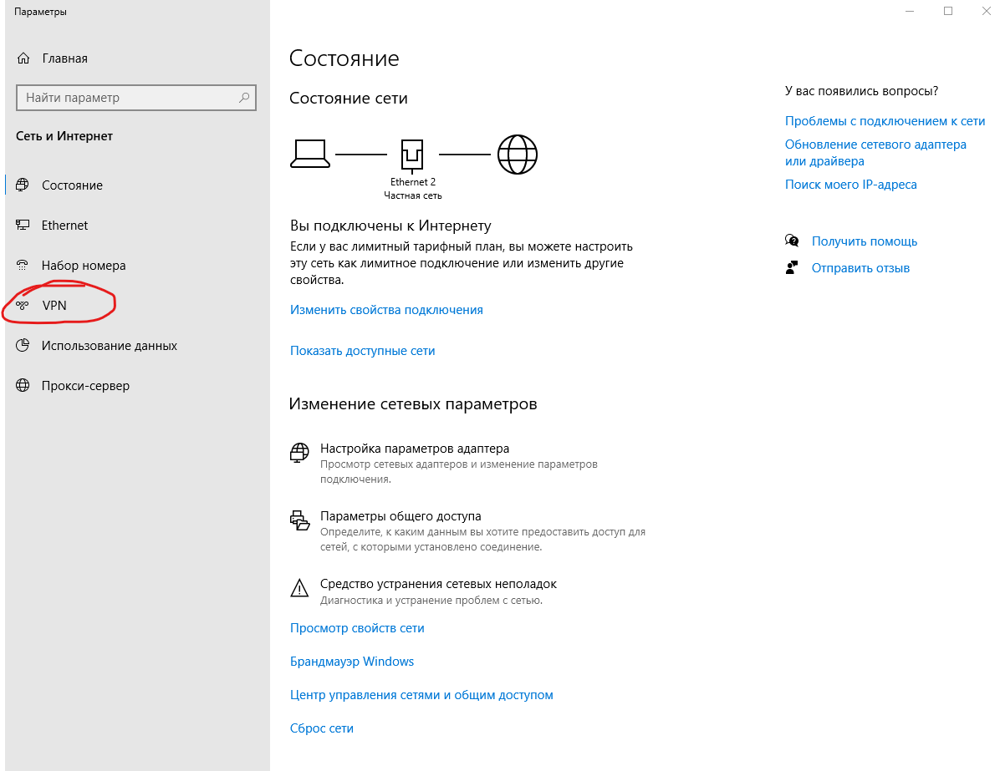 Параметры
Главная
Найти параметр
Сеть и Интернет
Состояние
Ethernet
Набор номера
VPN
Использование данных
Прокси-сервер
Состояние
Состояние сети
Ethernet 2
Частная сеть
Вы подключены к Интернету
Если у вас лимитный тарифный план, вы можете настроить
эту сеть как лимитное подключение или изменить другие
свойства.
Изменить свойства подключения
Показать доступные сети
Изменение сетевых параметров
Настройка параметров адаптера
Просмотр сетевых адаптеров и изменение параметров
подключения.
Параметры общего доступа
Определите, к каким данным вы хотите предоставить доступ для
сетей, с которыми установлено соединение.
Средство устранения сетевых неполадок
Диагностика и устранение проблем с сетью.
Просмотр свойств сети
Брандмауэр Windows
Центр управления сетями и общим доступом
Сброс сети
У вас появились вопросы?
Проблемы с подключением к сети
Обновление сетевого адаптера
или драйвера
Поиск моего IP-адреса
Получить помощь
Отправить отзыв